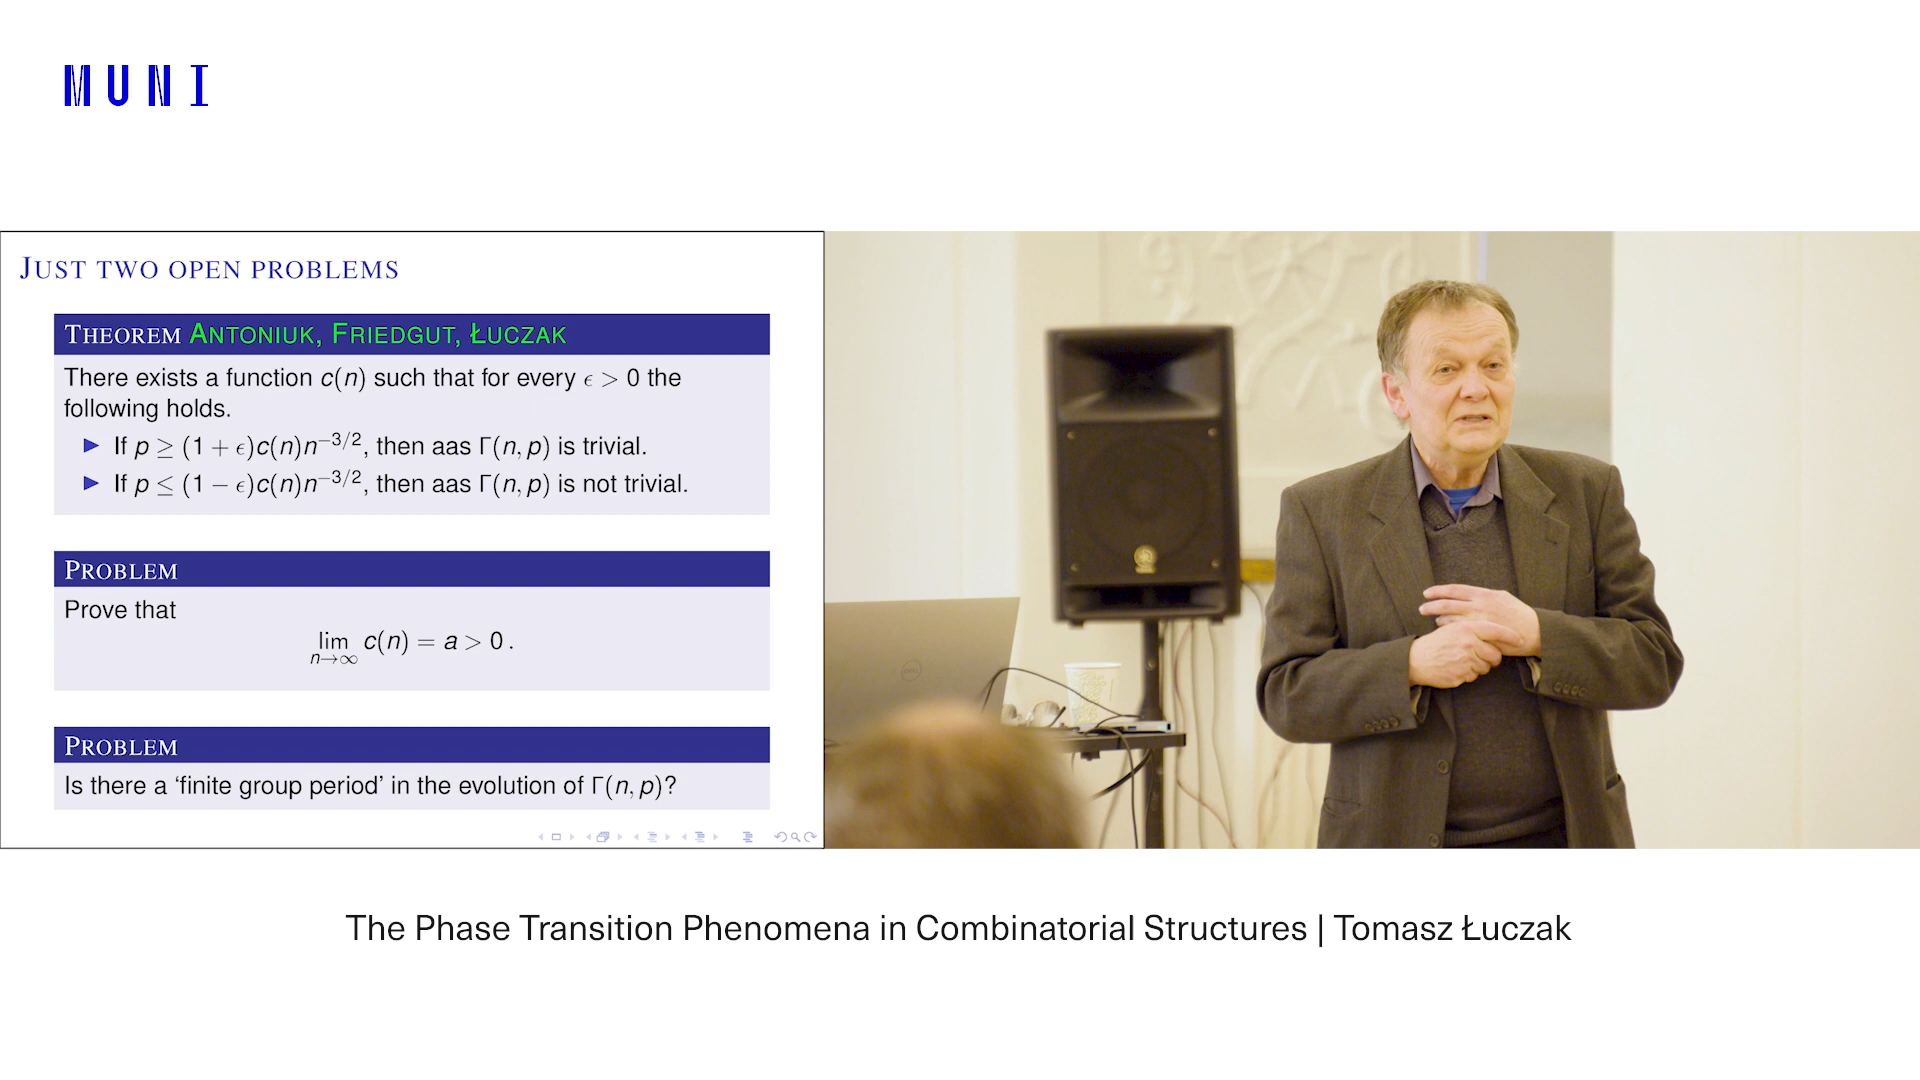 MUNI
JUST TWO OPEN PROBLEMS
THEOREM ANTONIUK, FRIEDGUT, ŁUCZAK
There exists a function c(n) such that for every ϵ > 0 the
following holds.
▶ If p ≥ (1 + ϵ)c(n)n^{−3/2}, then aas Γ(n, p) is trivial.
▶ If p ≤ (1 − ϵ)c(n)n^{−3/2}, then aas Γ(n, p) is not trivial.
PROBLEM
Prove that
lim_{n→∞} c(n) = a > 0 .
PROBLEM
Is there a ‘finite group period’ in the evolution of Γ(n, p)?
The Phase Transition Phenomena in Combinatorial Structures | Tomasz Łuczak